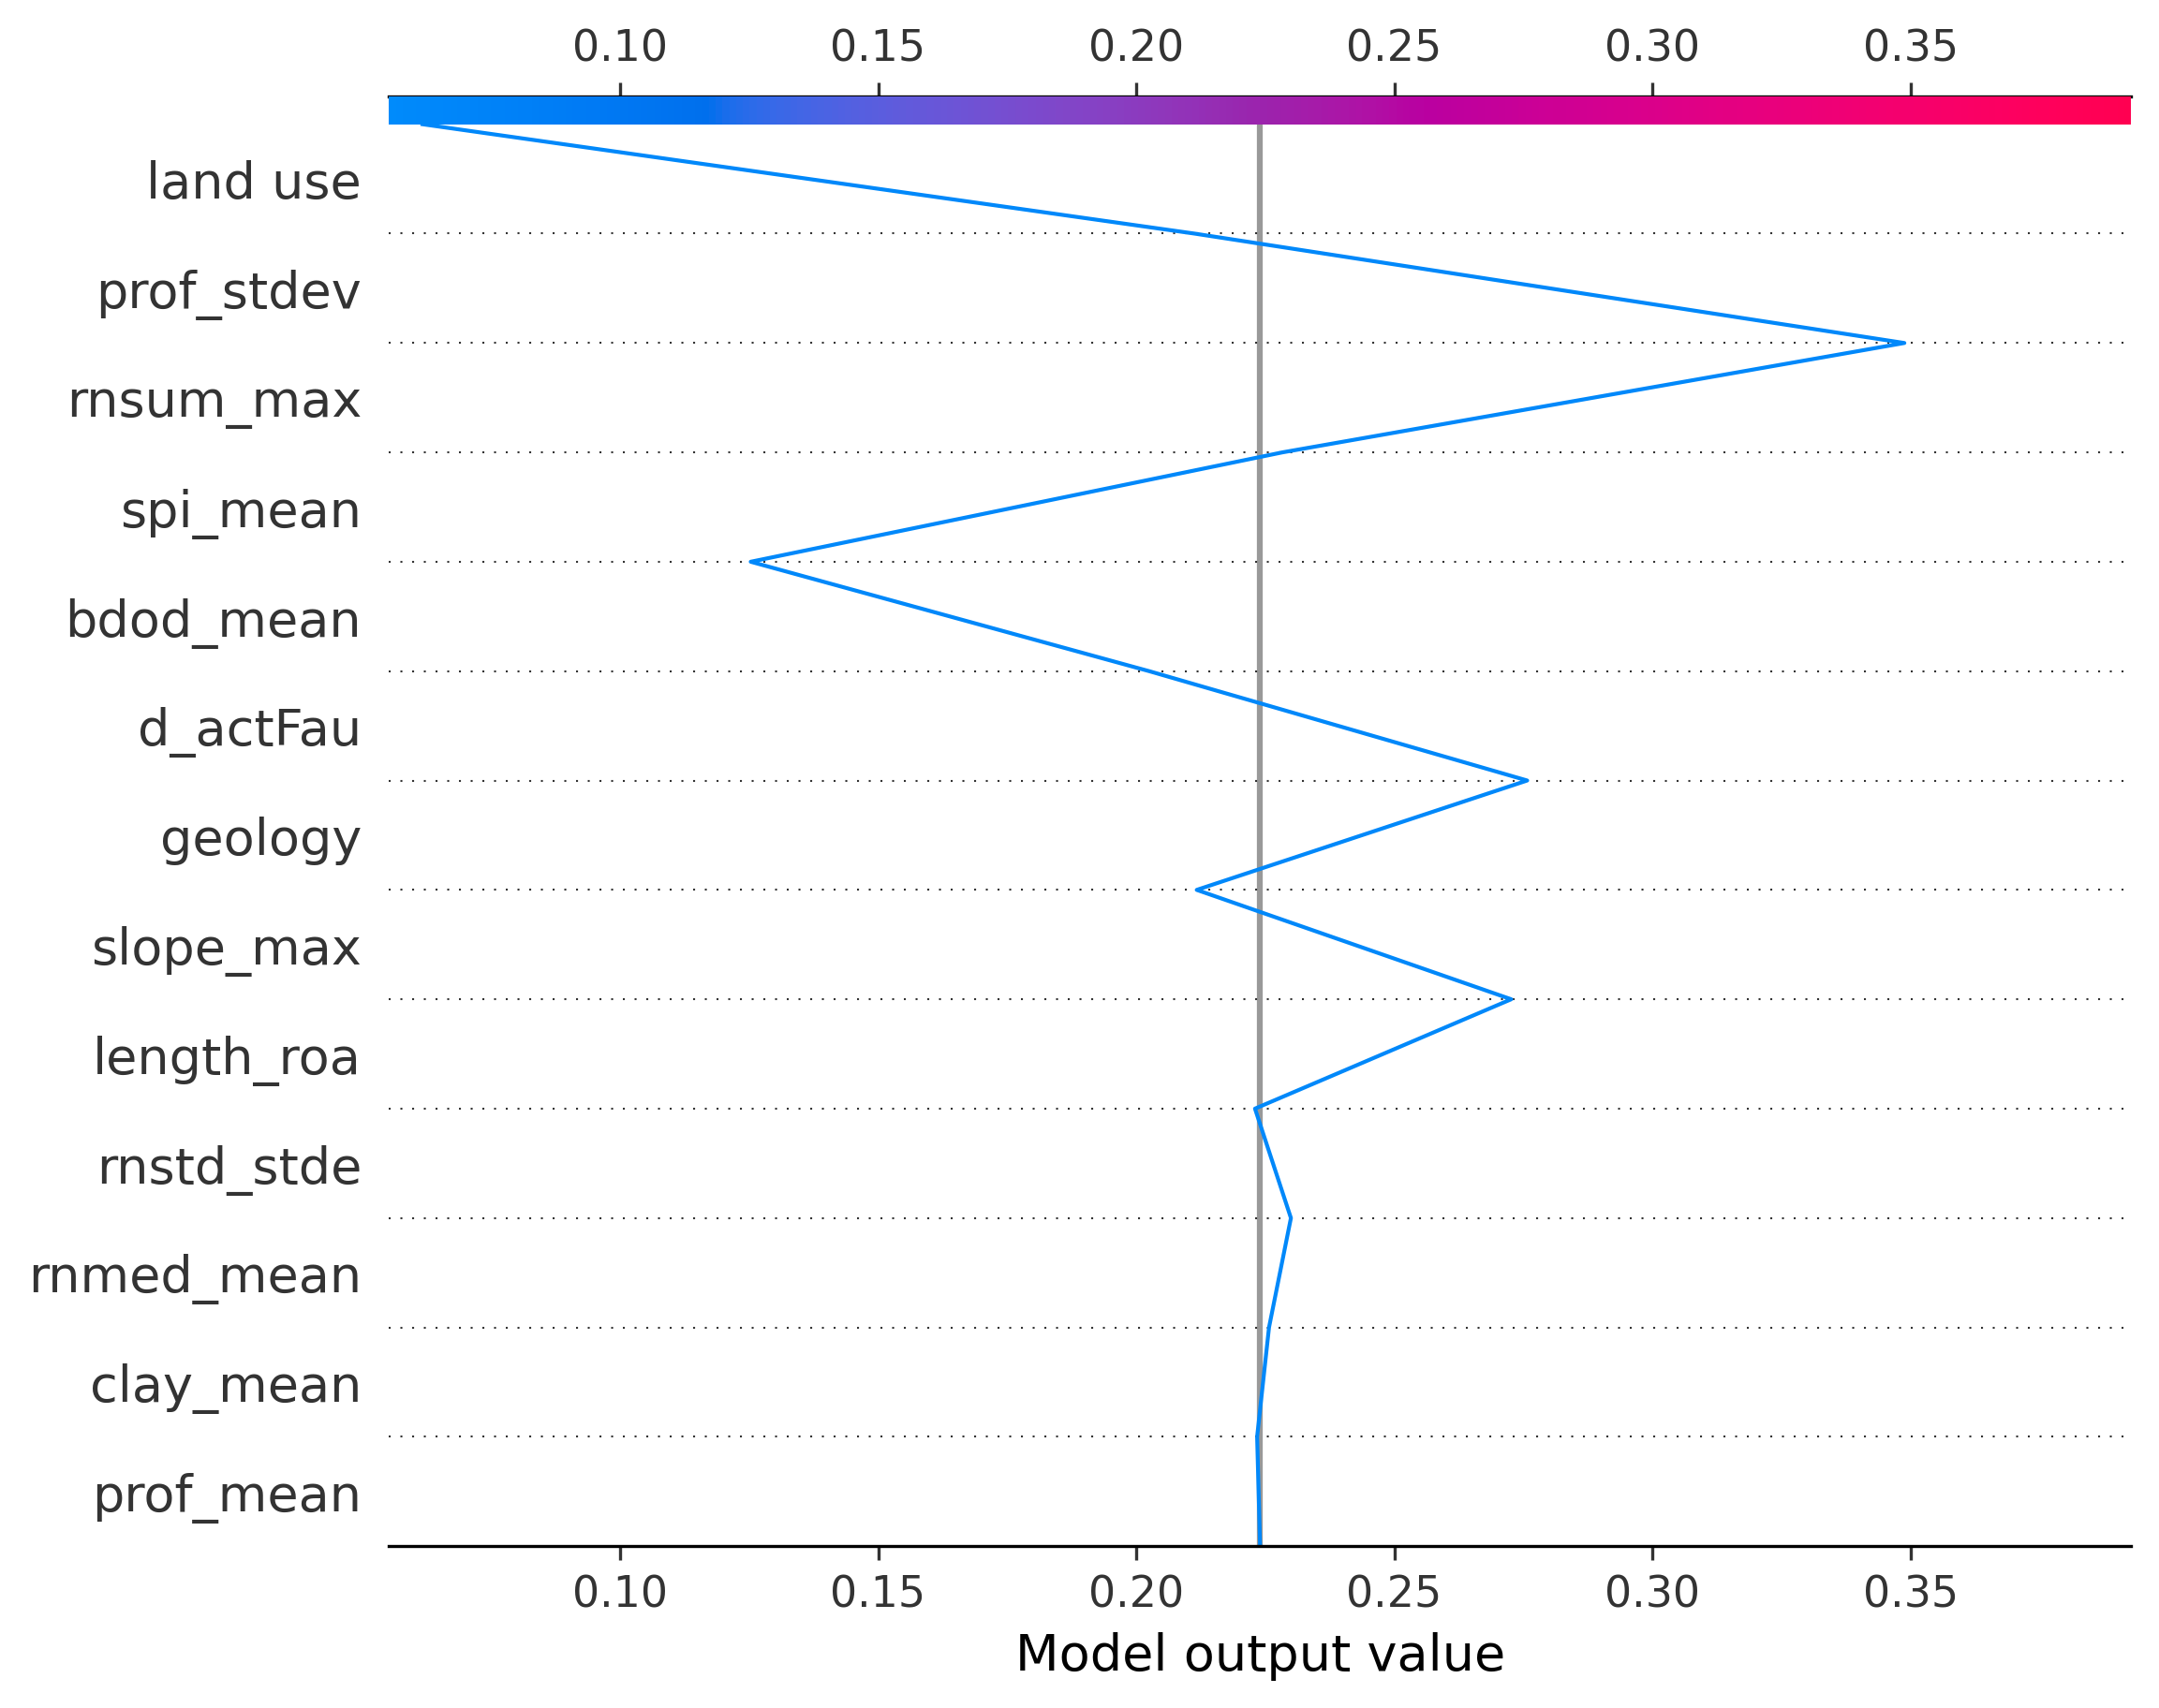 0.10 0.15 0.20 0.25 0.30 0.35
land use
prof_stdev
rnsum_max
spi_mean
bdod_mean
d_actFau
geology
slope_max
length_roa
rnstd_stde
rnmed_mean
clay_mean
prof_mean
0.10 0.15 0.20 0.25 0.30 0.35
Model output value